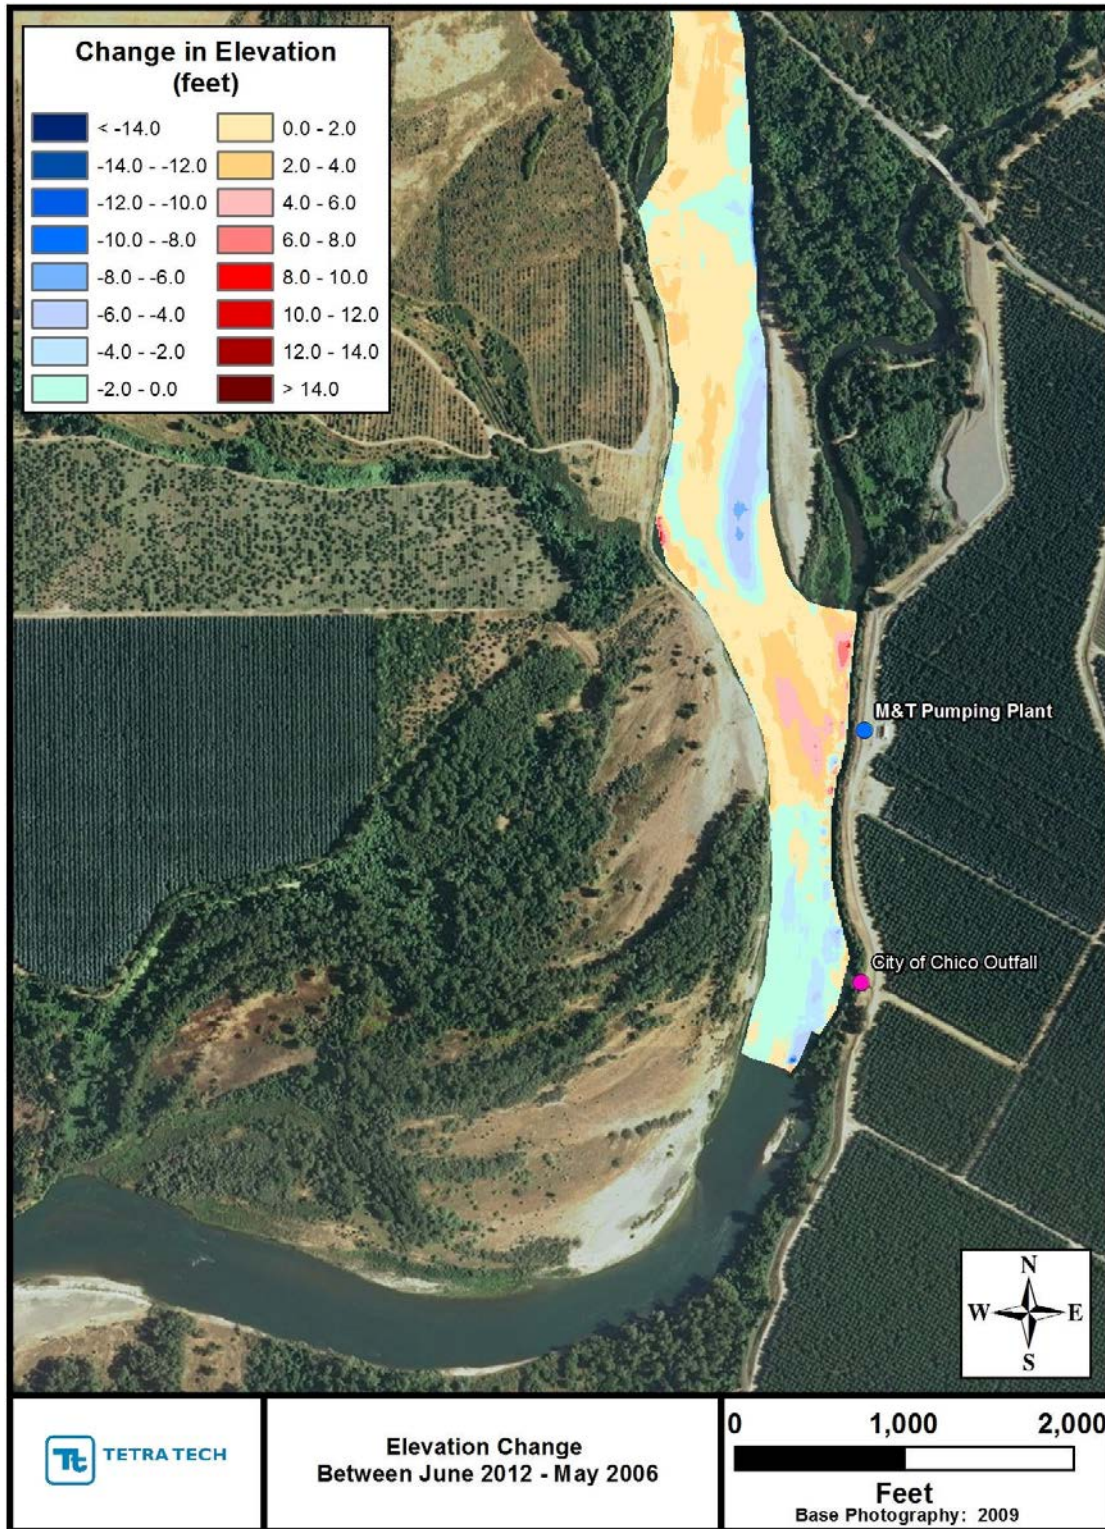 Change in Elevation
(feet)
< -14.0
-14.0 - -12.0
-12.0 - -10.0
-10.0 - -8.0
-8.0 - -6.0
-6.0 - -4.0
-4.0 - -2.0
-2.0 - 0.0
0.0 - 2.0
2.0 - 4.0
4.0 - 6.0
6.0 - 8.0
8.0 - 10.0
10.0 - 12.0
12.0 - 14.0
> 14.0
M&T Pumping Plant
City of Chico Outfall
N
W E
S
Tt TETRA TECH
Elevation Change
Between June 2012 - May 2006
0 1,000 2,000
Feet
Base Photography: 2009